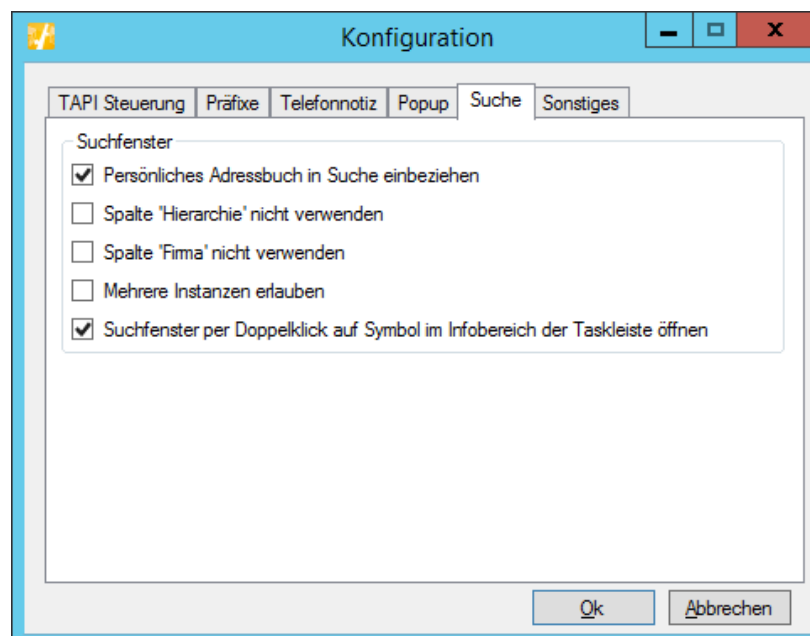 Konfiguration
TAPI Steuerung Präfixe Telefonnotiz Popup Suche Sonstiges
Suchfenster
Persönliches Adressbuch in Suche einbeziehen
Spalte 'Hierarchie' nicht verwenden
Spalte 'Firma' nicht verwenden
Mehrere Instanzen erlauben
Suchfenster per Doppelklick auf Symbol im Infobereich der Taskleiste öffnen
Ok Abbrechen